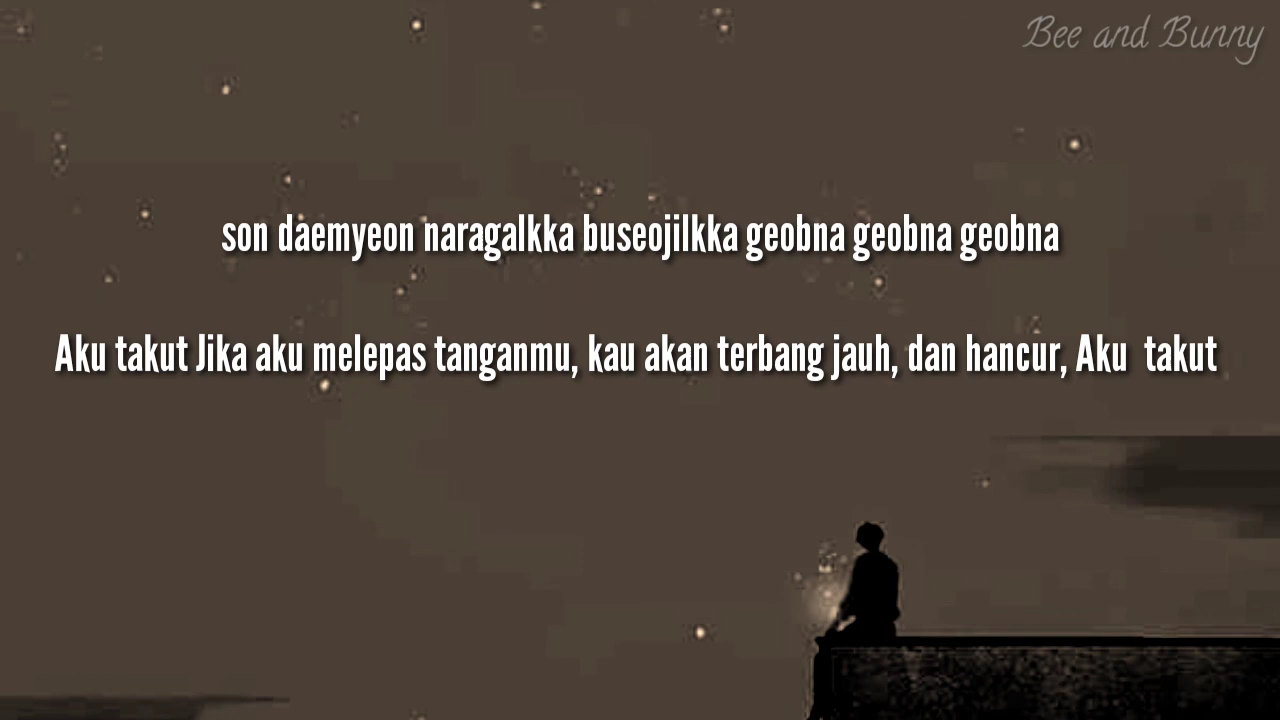 Bee and Bunny
son daemyeon naragalkka buseojilkka geobna geobna geobna
Aku takut Jika aku melepas tanganmu, kau akan terbang jauh, dan hancur, Aku  takut